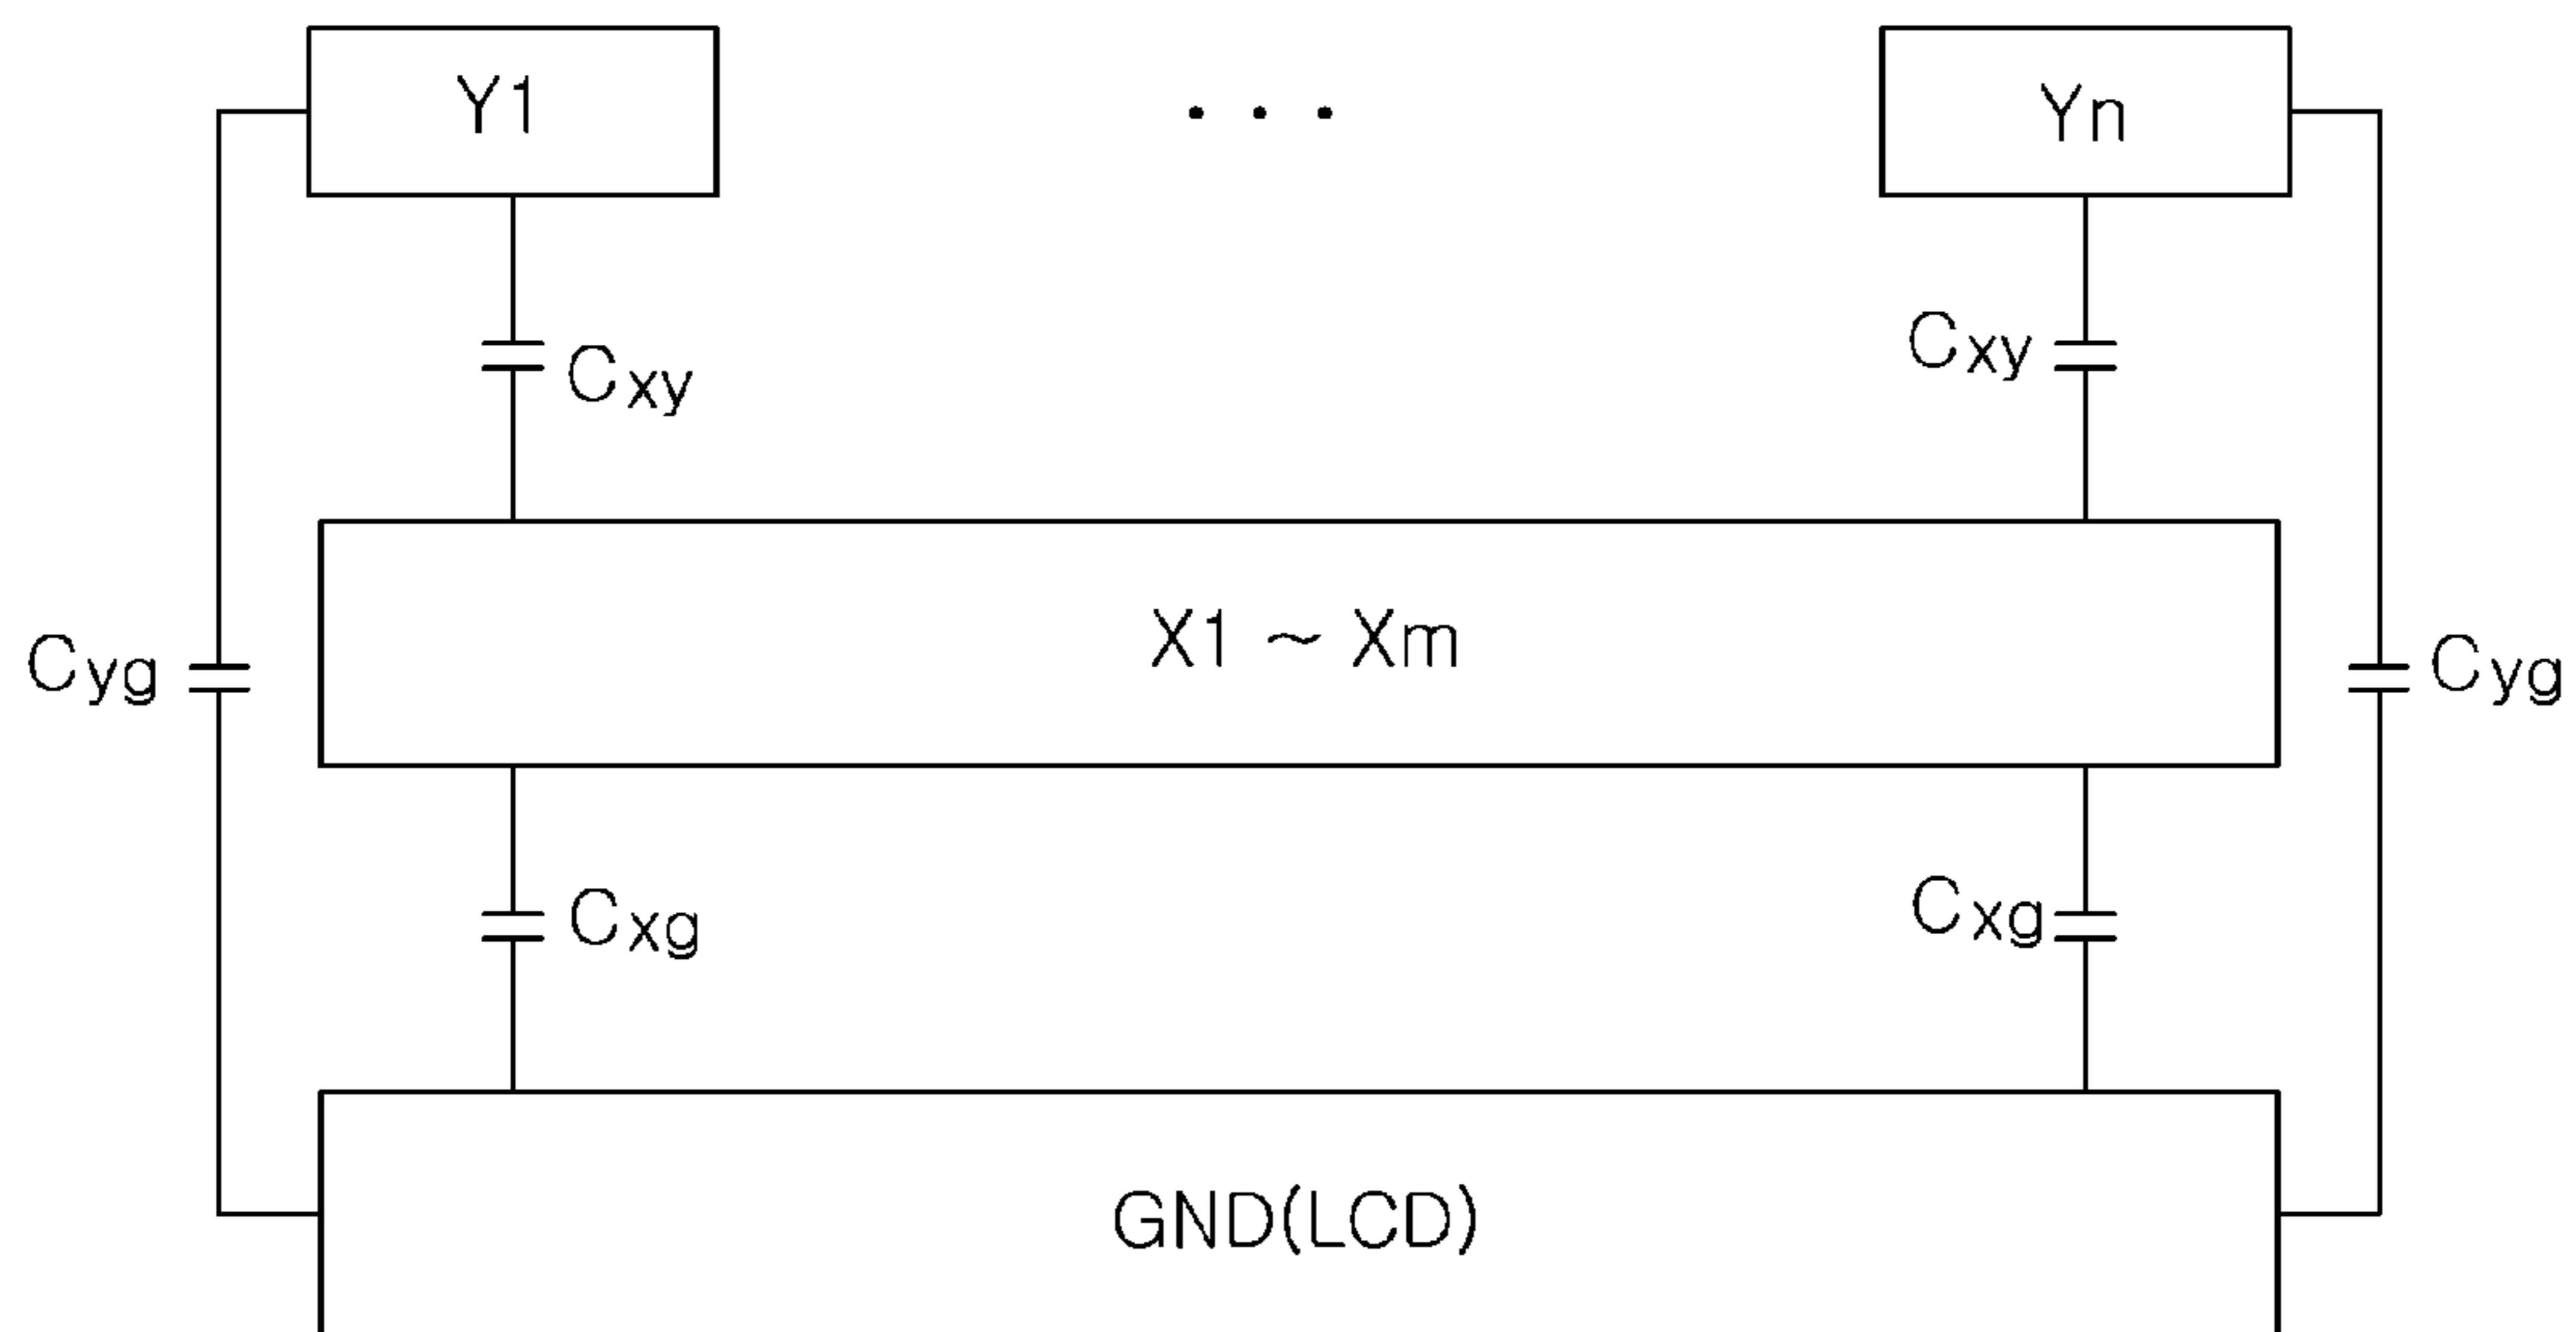 Y1 . . . Yn
Cxy Cxy
X1 ~ Xm
Cyg Cyg
Cxg Cxg
GND(LCD)